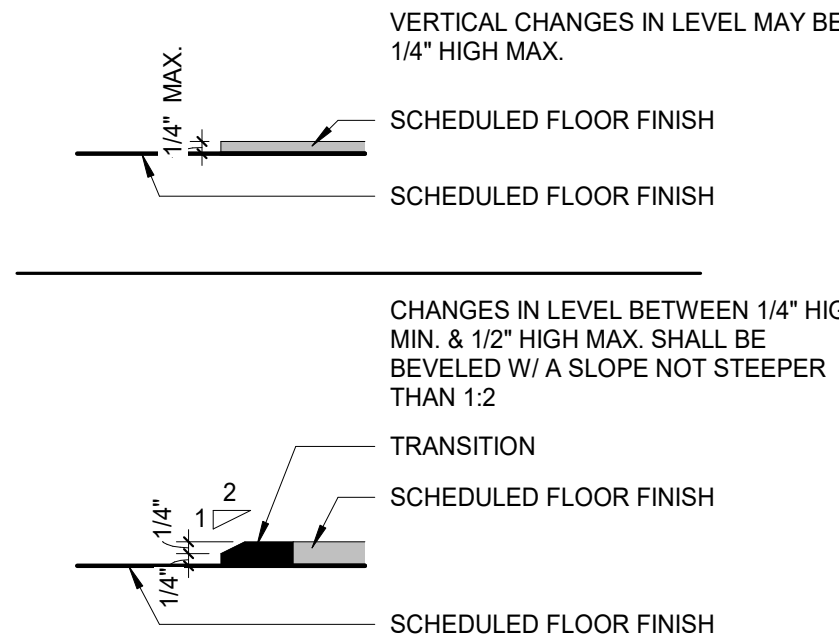 VERTICAL CHANGES IN LEVEL MAY BE
1/4" HIGH MAX.
1/4" MAX.
SCHEDULED FLOOR FINISH
SCHEDULED FLOOR FINISH
CHANGES IN LEVEL BETWEEN 1/4"
MIN. & 1/2" HIGH MAX. SHALL BE
BEVELED W/ A SLOPE NOT STEEPER
THAN 1:2
TRANSITION
2
1
1/4"
SCHEDULED FLOOR FINISH
1/4"
SCHEDULED FLOOR FINISH